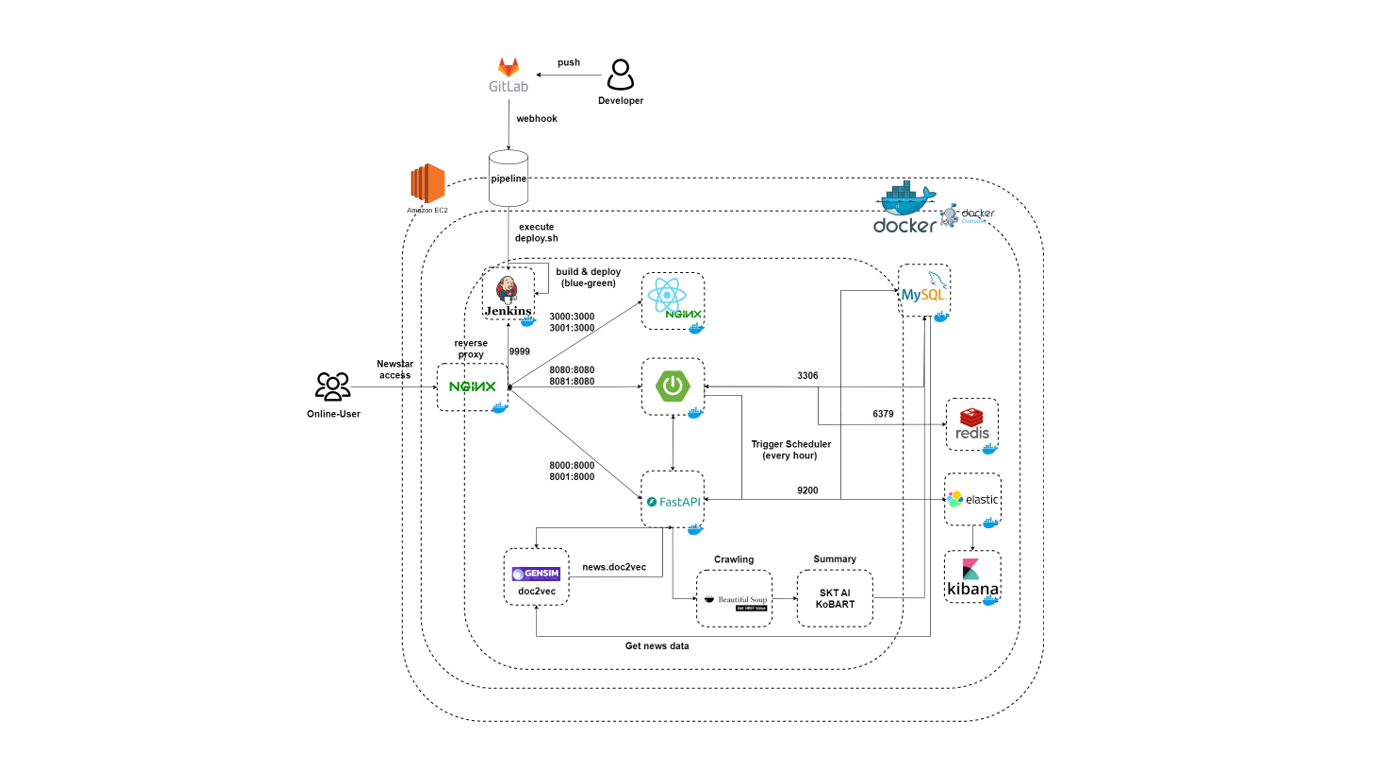 push
GitLab
Developer
webhook
pipeline
Amazon EC2
docker
docker
Compose
execute
deploy.sh
build & deploy
(blue-green)
Jenkins
MySQL
NGiNX
3000:3000
3001:3000
reverse
proxy
9999
Newstar
access
NGiNX
8080:8080
8081:8080
3306
Online-User
6379
redis
Trigger Scheduler
(every hour)
8000:8000
8001:8000
9200
FastAPI
elastic
Crawling
Summary
news.doc2vec
GENSIM
doc2vec
Beautiful Soup
SKT AI
KoBART
kibana
Get news data